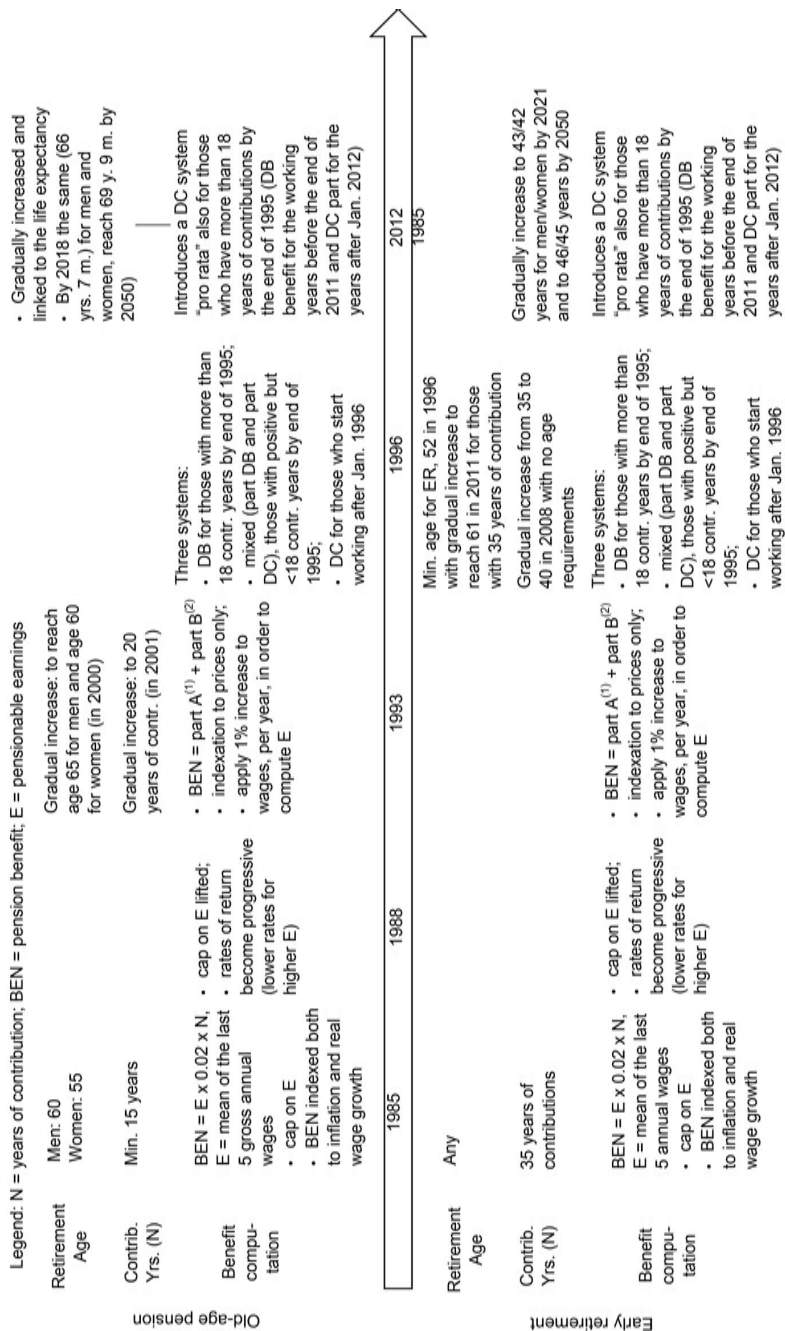 Legend: N = years of contribution; BEN = pension benefit; E = pensionable earnings
Old-age pension
Retirement
Age
Men: 60
Women: 55
Gradual increase: to reach
age 65 for men and age 60
for women (in 2000)
• Gradually increased and
linked to the life expectancy
• By 2018 the same (66
yrs. 7 m.) for men and
women, reach 69 y. 9 m. by
2050)
Contrib.
Yrs. (N)
Min. 15 years
Gradual increase: to 20
years of contr. (in 2001)
Benefit
compu-
tation
BEN = E x 0.02 x N,
E = mean of the last
5 gross annual
wages
• cap on E
• BEN indexed both
to inflation and real
wage growth
• cap on E lifted;
• rates of return
become progressive
(lower rates for
higher E)
• BEN = part A(1) + part B(2)
• indexation to prices only;
• apply 1% increase to
wages, per year, in order to
compute E
Three systems:
• DB for those with more than
18 contr. years by end of 1995;
• mixed (part DB and part
DC), those with positive but
<18 contr. years by end of
1995;
• DC for those who start
working after Jan. 1996
Introduces a DC system
"pro rata" also for those
who have more than 18
years of contributions by
the end of 1995 (DB
benefit for the working
years before the end of
2011 and DC part for the
years after Jan. 2012)
1985
1988
1993
1996
2012
1985
Early retirement
Retirement
Age
Any
Min. age for ER, 52 in 1996
with gradual increase to
reach 61 in 2011 for those
with 35 years of contribution
Contrib.
Yrs. (N)
35 years of
contributions
Gradual increase from 35 to
40 in 2008 with no age
requirements
Gradually increase to 43/42
years for men/women by 2021
and to 46/45 years by 2050
Benefit
compu-
tation
BEN = E x 0.02 x N,
E = mean of the last
5 annual wages
• cap on E
• BEN indexed both
to inflation and real
wage growth
• cap on E lifted;
• rates of return
become progressive
(lower rates for
higher E)
• BEN = part A(1) + part B(2)
• indexation to prices only;
• apply 1% increase to
wages, per year, in order to
compute E
Three systems:
• DB for those with more than
18 contr. years by end of 1995;
• mixed (part DB and part
DC), those with positive but
<18 contr. years by end of
1995;
• DC for those who start
working after Jan. 1996
Introduces a DC system
"pro rata" also for those
who have more than 18
years of contributions by
the end of 1995 (DB
benefit for the working
years before the end of
2011 and DC part for the
years after Jan. 2012)